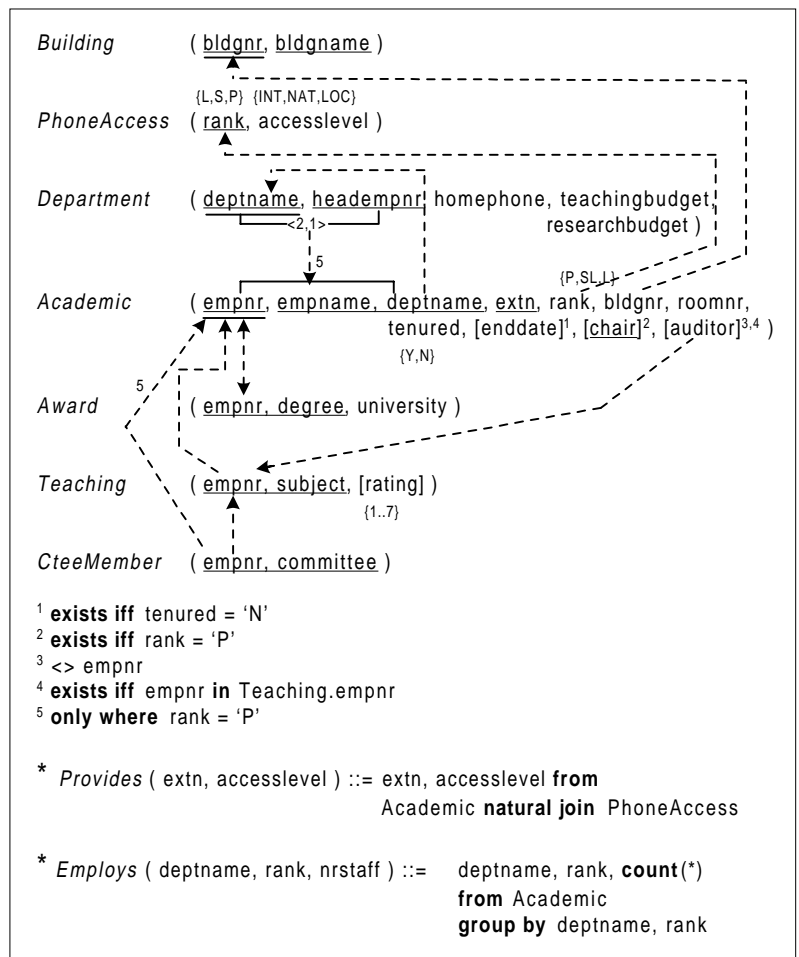 Building ( bldgnr, bldgname )
{L,S,P} {INT,NAT,LOC}
PhoneAccess ( rank, accesslevel )
Department ( deptname, headempnr, homephone, teachingbudget,
researchbudget )
<2,1>
5
{P,SL,L}
Academic ( empnr, empname, deptname, extn, rank, bldgnr, roomnr,
tenured, [enddate]1, [chair]2, [auditor]3,4 )
{Y,N}
5
Award ( empnr, degree, university )
Teaching ( empnr, subject, [rating] )
{1..7}
CteeMember ( empnr, committee )
1 exists iff tenured = ‘N’
2 exists iff rank = ‘P’
3 <> empnr
4 exists iff empnr in Teaching.empnr
5 only where rank = ‘P’
* Provides ( extn, accesslevel ) ::= extn, accesslevel from
Academic natural join PhoneAccess
* Employs ( deptname, rank, nrstaff ) ::= deptname, rank, count(*)
from Academic
group by deptname, rank